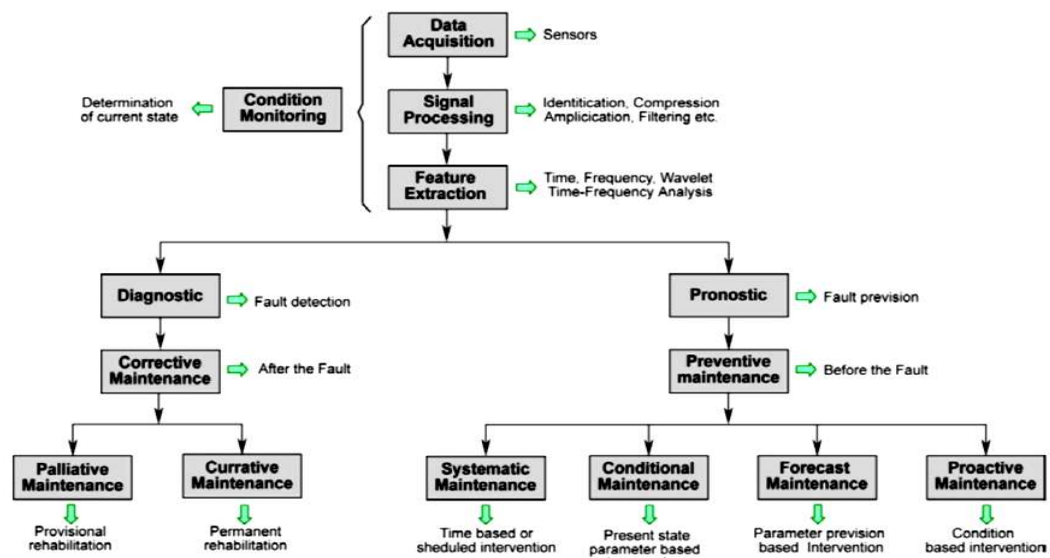 Data
Acquisition
Sensors
Determination
of current state
Condition
Monitoring
Signal
Processing
Identitication, Compression
Amplicication, Filtering etc.
Feature
Extraction
Time, Frequency, Wavelet
Time-Frequency Analysis
Diagnostic
Fault detection
Pronostic
Fault prevision
Corrective
Maintenance
After the Fault
Preventive
maintenance
Before the Fault
Palliative
Maintenance
Currative
Maintenance
Systematic
Maintenance
Conditional
Maintenance
Forecast
Maintenance
Proactive
Maintenance
Provisional
rehabilitation
Permanent
rehabilitation
Time based or
sheduled intervention
Present state
parameter based
Parameter prevision
based Intervention
Condition
based intervention